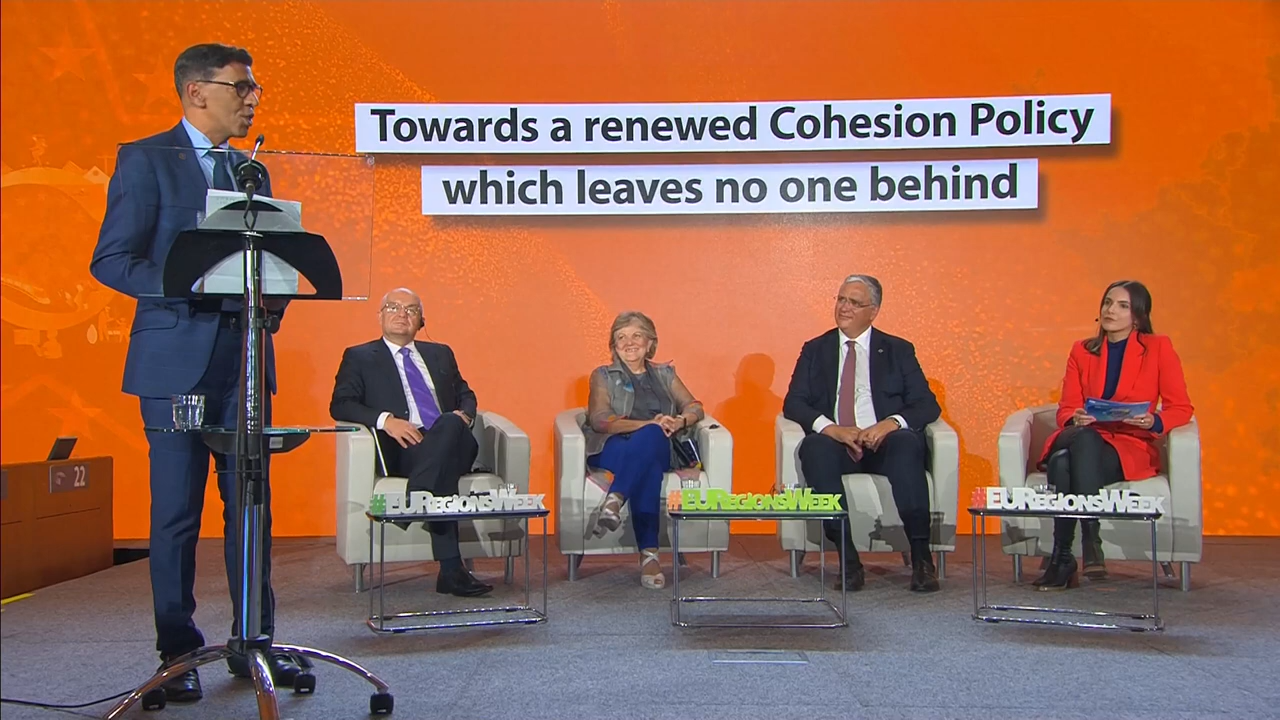 Towards a renewed Cohesion Policy
which leaves no one behind
22
#EUREGIONSWEEK
#EUREGIONSWEEK
#EUREGIONSWEEK